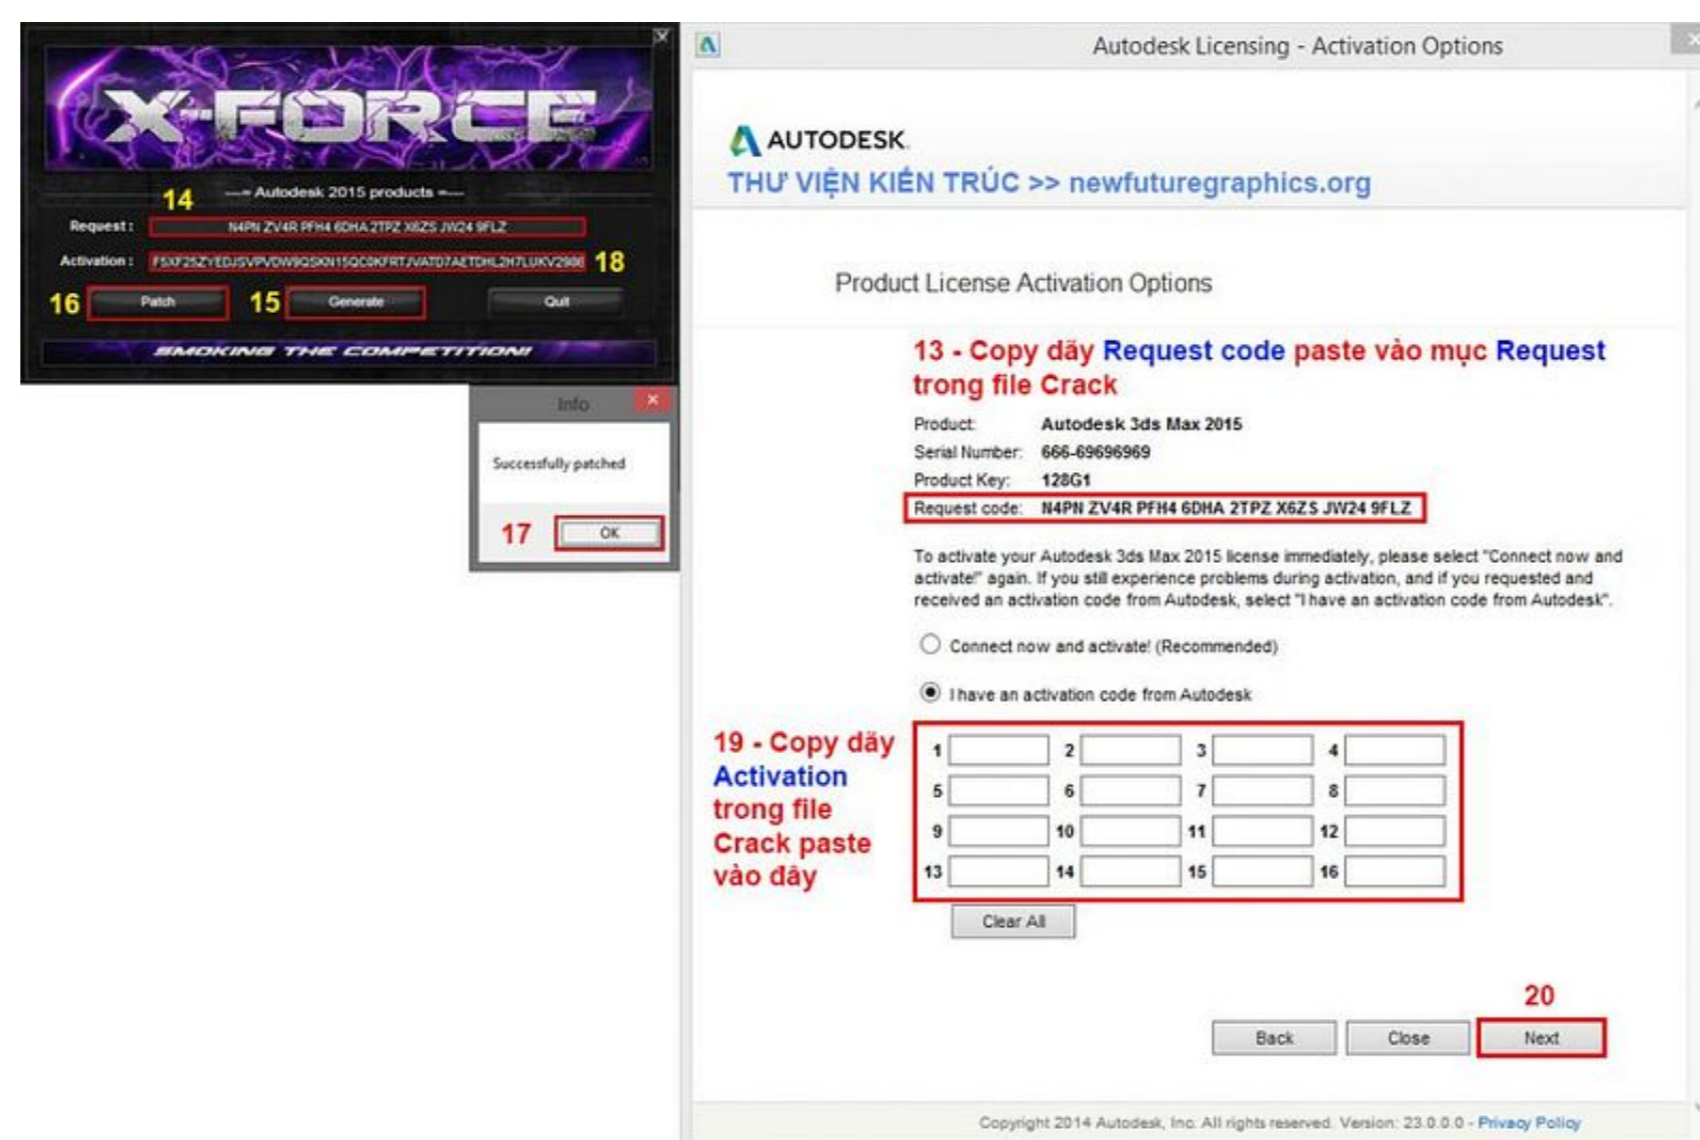 X-FORCE
---= Autodesk 2015 products =---
14
Request :
N4PN ZV4R PFH4 6DHA 2TPZ X6ZS JW24 9FLZ
Activation :
18
16
Patch
15
Generate
Quit
SMOKING THE COMPETITION!
Info
Successfully patched
17
OK
Autodesk Licensing - Activation Options
AUTODESK.
THƯ VIỆN KIẾN TRÚC >> newfuturegraphics.org
Product License Activation Options
13 - Copy dãy Request code paste vào mục Request
trong file Crack
Product: Autodesk 3ds Max 2015
Serial Number: 666-69696969
Product Key: 128G1
Request code: N4PN ZV4R PFH4 6DHA 2TPZ X6ZS JW24 9FLZ
To activate your Autodesk 3ds Max 2015 license immediately, please select "Connect now and
activate!" again. If you still experience problems during activation, and if you requested and
received an activation code from Autodesk, select "I have an activation code from Autodesk".
Connect now and activate! (Recommended)
I have an activation code from Autodesk
19 - Copy dãy
Activation
trong file
Crack paste
vào đây
1 2 3 4
5 6 7 8
9 10 11 12
13 14 15 16
Clear All
20
Back Close Next
Copyright 2014 Autodesk, Inc. All rights reserved. Version: 23.0.0.0 - Privacy Policy